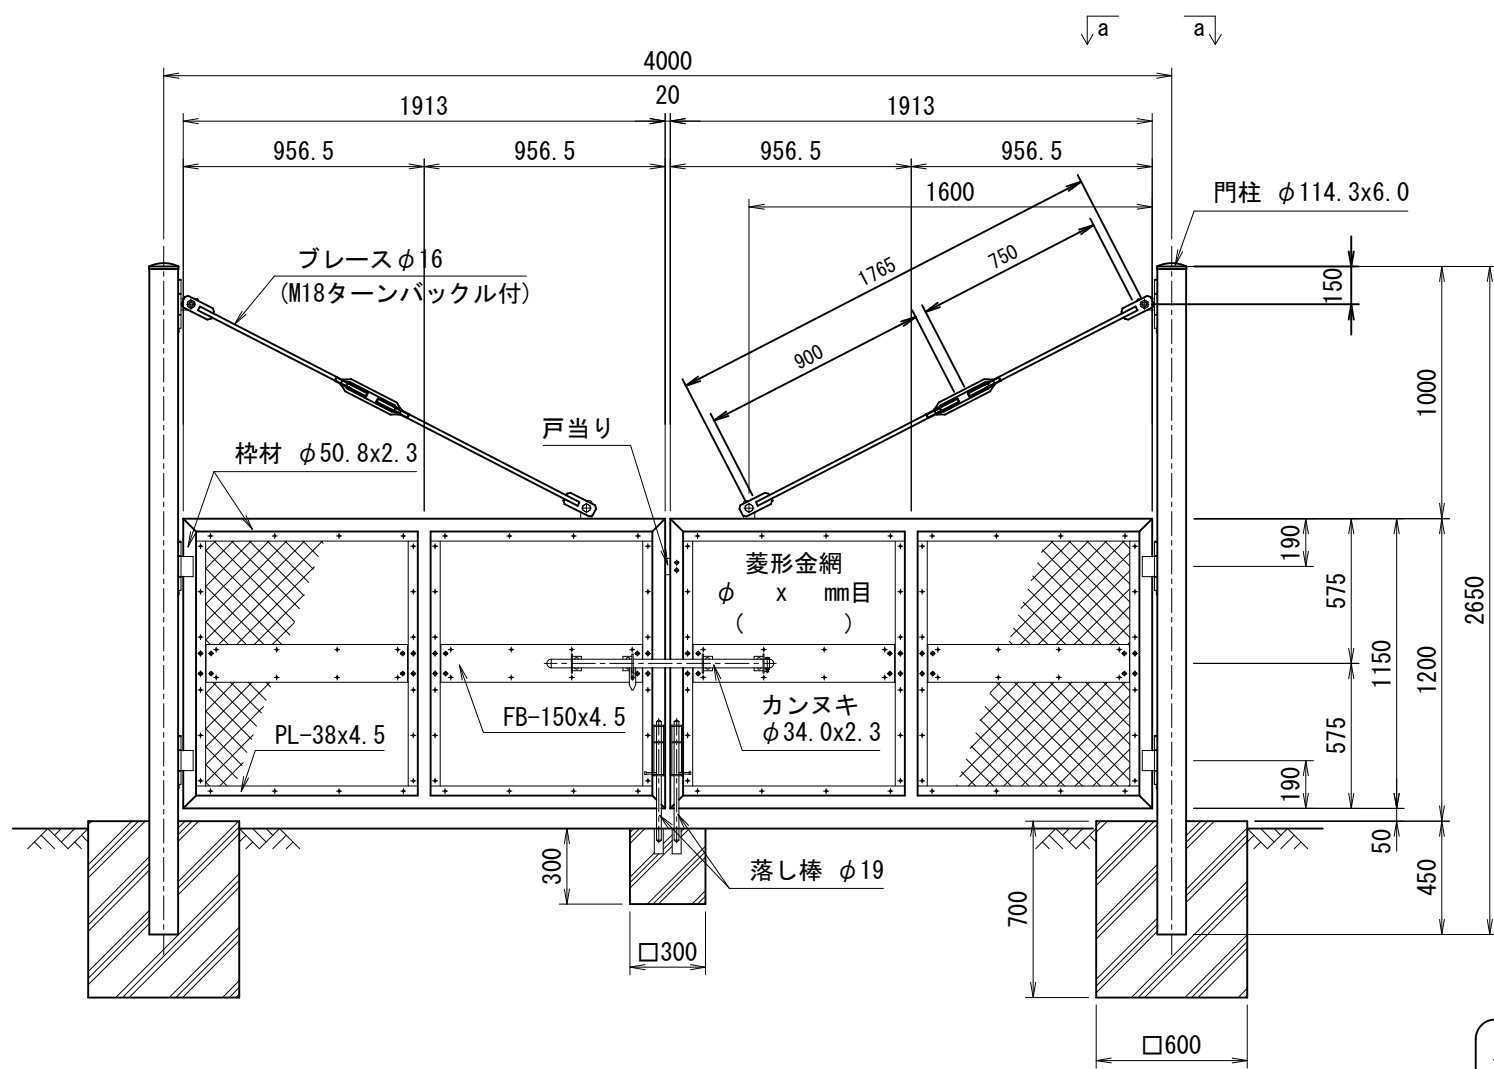 a a
4000
1913 20 1913
956.5 956.5 956.5 956.5
1600
門柱 φ114.3x6.0
ブレースφ16
(M18ターンバックル付)
1765
750
900
150
1000
2650
戸当り
枠材 φ50.8x2.3
菱形金網
φ x mm目
( )
190
575
1150
1200
FB-150x4.5
カンヌキ
φ34.0x2.3
PL-38x4.5
575
190
50
450
落し棒 φ19
300
700
□300
□600